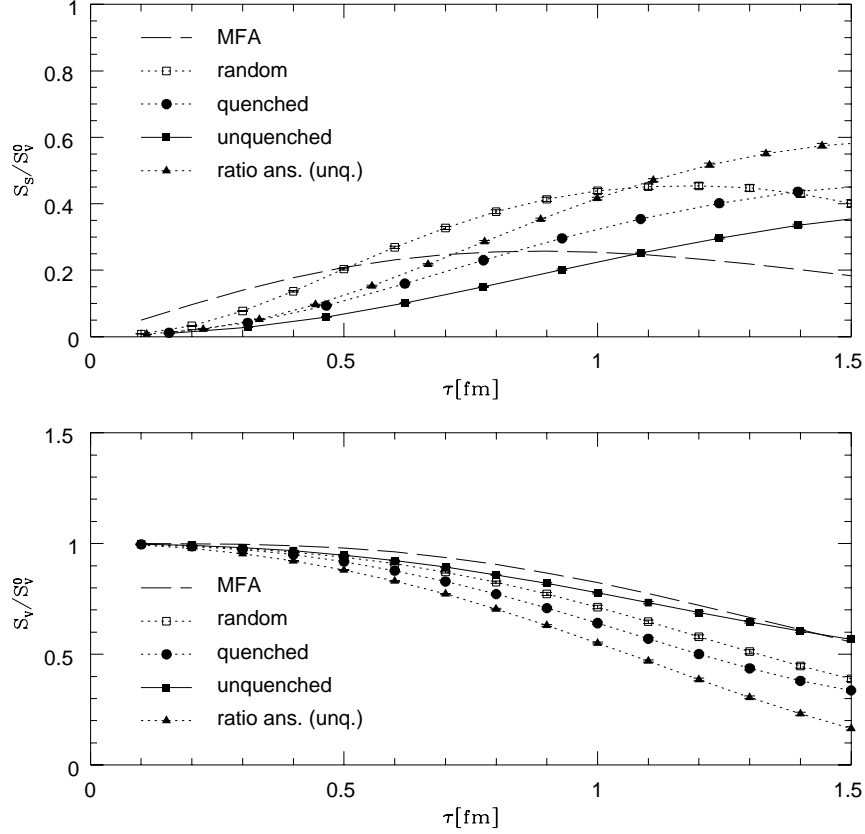 1
0.8
0.6
0.4
0.2
0
S_S/S_V^0
MFA
random
quenched
unquenched
ratio ans. (unq.)
0 0.5 1 1.5
τ[fm]
1.5
1
0.5
0
S_V/S_V^0
MFA
random
quenched
unquenched
ratio ans. (unq.)
0 0.5 1 1.5
τ[fm]